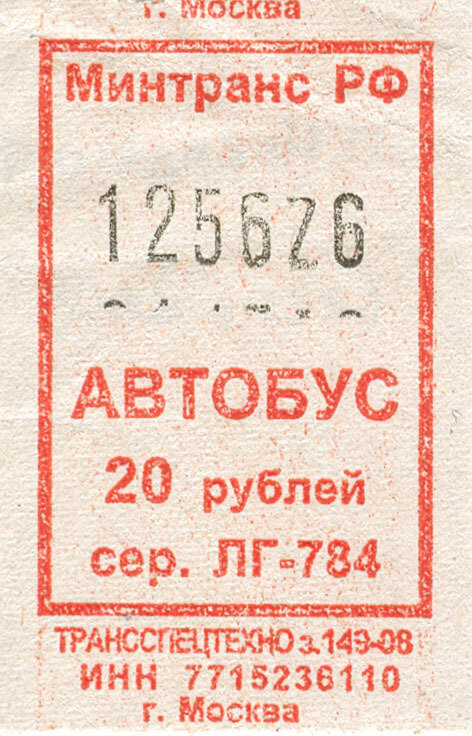 г. Москва
Минтранс РФ
125626
АВТОБУС
20 рублей
сер. ЛГ-784
ТРАНССПЕЦТЕХНО з.149-08
ИНН 7715236110
г. Москва